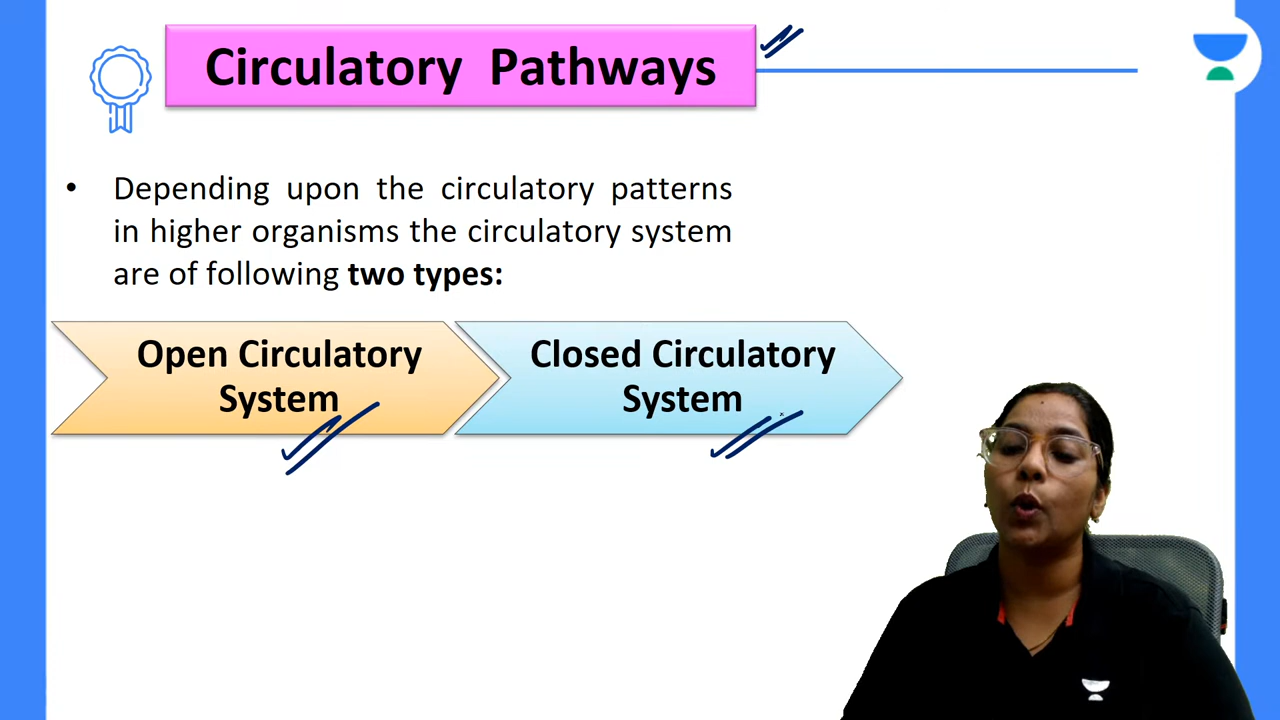 Circulatory Pathways
• Depending upon the circulatory patterns
in higher organisms the circulatory system
are of following two types:
Open Circulatory
System
Closed Circulatory
System